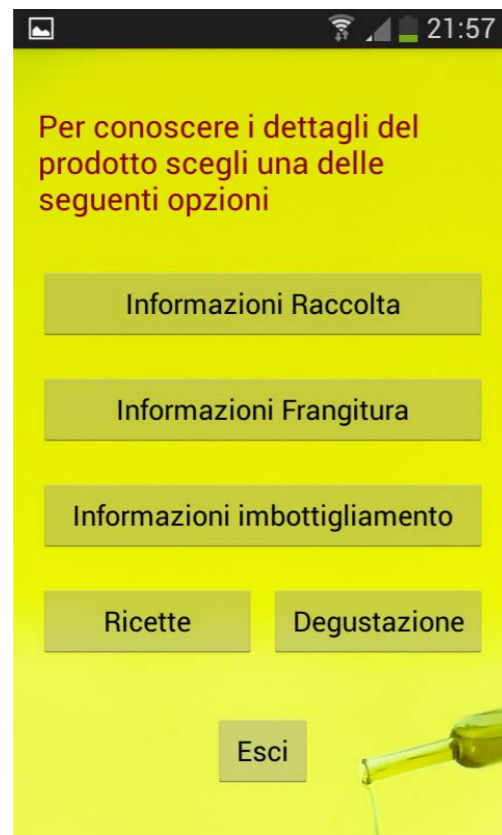 21:57
Per conoscere i dettagli del
prodotto scegli una delle
seguenti opzioni
Informazioni Raccolta
Informazioni Frangitura
Informazioni imbottigliamento
Ricette
Degustazione
Esci